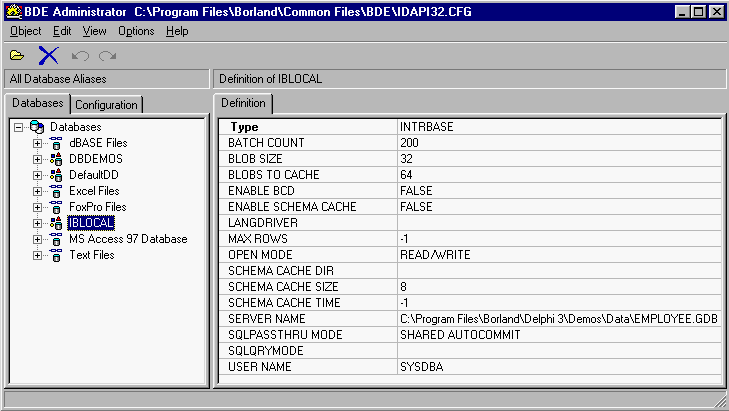 BDE Administrator C:\Program Files\Borland\Common Files\BDE\IDAPI32.CFG
Object Edit View Options Help
All Database Aliases
Definition of IBLOCAL
Databases Configuration
Definition
Databases
dBASE Files
DBDEMOS
DefaultDD
Excel Files
FoxPro Files
IBLOCAL
MS Access 97 Database
Text Files
Type INTRBASE
BATCH COUNT 200
BLOB SIZE 32
BLOBS TO CACHE 64
ENABLE BCD FALSE
ENABLE SCHEMA CACHE FALSE
LANGDRIVER
MAX ROWS -1
OPEN MODE READ/WRITE
SCHEMA CACHE DIR
SCHEMA CACHE SIZE 8
SCHEMA CACHE TIME -1
SERVER NAME C:\Program Files\Borland\Delphi 3\Demos\Data\EMPLOYEE.GDB
SQLPASSTHRU MODE SHARED AUTOCOMMIT
SQLQRYMODE
USER NAME SYSDBA